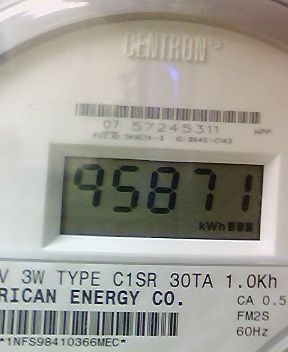 CENTRON®
07 57245311 HPP
95871
kWh
V 3W TYPE C1SR 30TA 1.0Kh
RICAN ENERGY CO. CA 0.5
FM2S
*1NFS98410366MEC* 60Hz